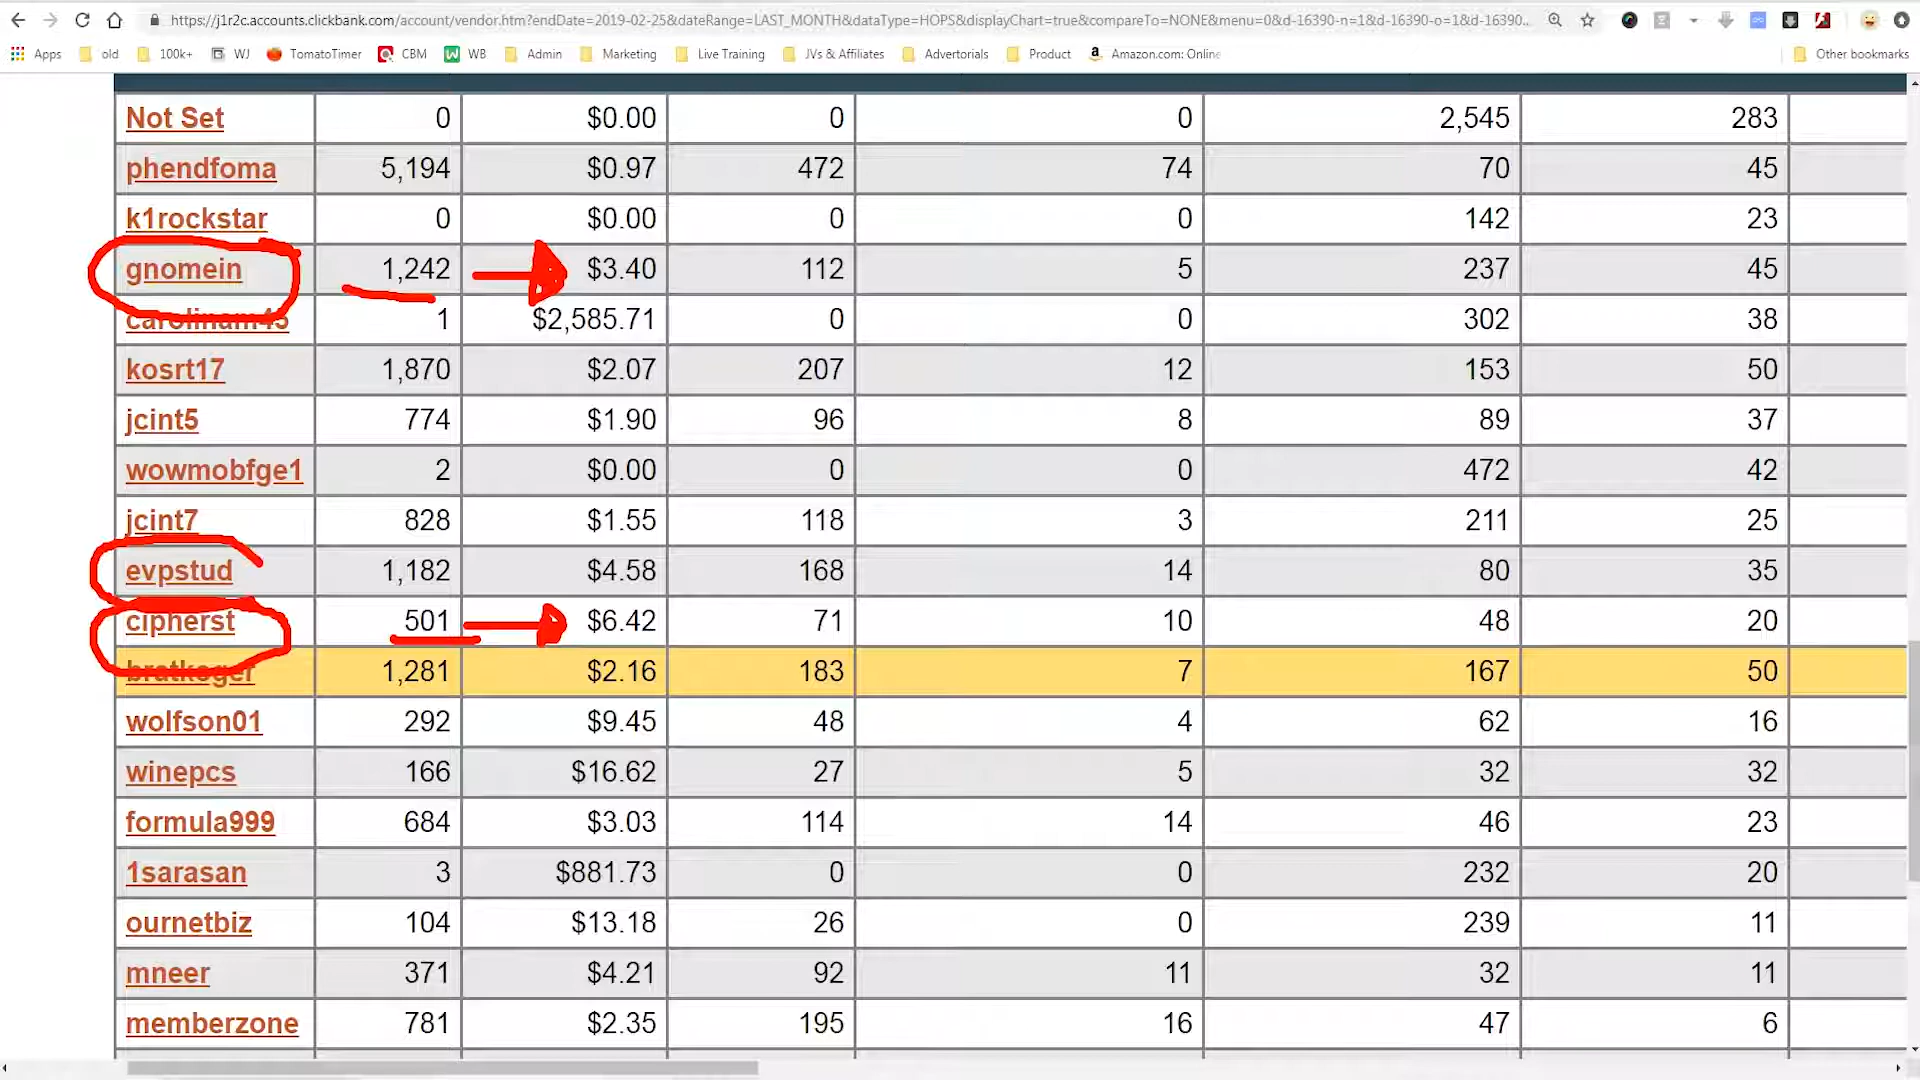 https://j1r2c.accounts.clickbank.com/account/vendor.htm?endDate=2019-02-25&dateRange=LAST_MONTH&dataType=HOPS&displayChart=true&compareTo=NONE&menu=0&d-16390-n=1&d-16390-o=1&d-16390...
Apps old 100k+ WJ TomatoTimer CBM WB Admin Marketing Live Training JVs & Affiliates Advertorials Product Amazon.com: Online Other bookmarks
Not Set 0 $0.00 0 0 2,545 283
phendfoma 5,194 $0.97 472 74 70 45
k1rockstar 0 $0.00 0 0 142 23
gnomein 1,242 $3.40 112 5 237 45
carolinam45 1 $2,585.71 0 0 302 38
kosrt17 1,870 $2.07 207 12 153 50
jcint5 774 $1.90 96 8 89 37
wowmobfge1 2 $0.00 0 0 472 42
jcint7 828 $1.55 118 3 211 25
evpstud 1,182 $4.58 168 14 80 35
cipherst 501 $6.42 71 10 48 20
bratkoger 1,281 $2.16 183 7 167 50
wolfson01 292 $9.45 48 4 62 16
winepcs 166 $16.62 27 5 32 32
formula999 684 $3.03 114 14 46 23
1sarasan 3 $881.73 0 0 232 20
ournetbiz 104 $13.18 26 0 239 11
mneer 371 $4.21 92 11 32 11
memberzone 781 $2.35 195 16 47 6